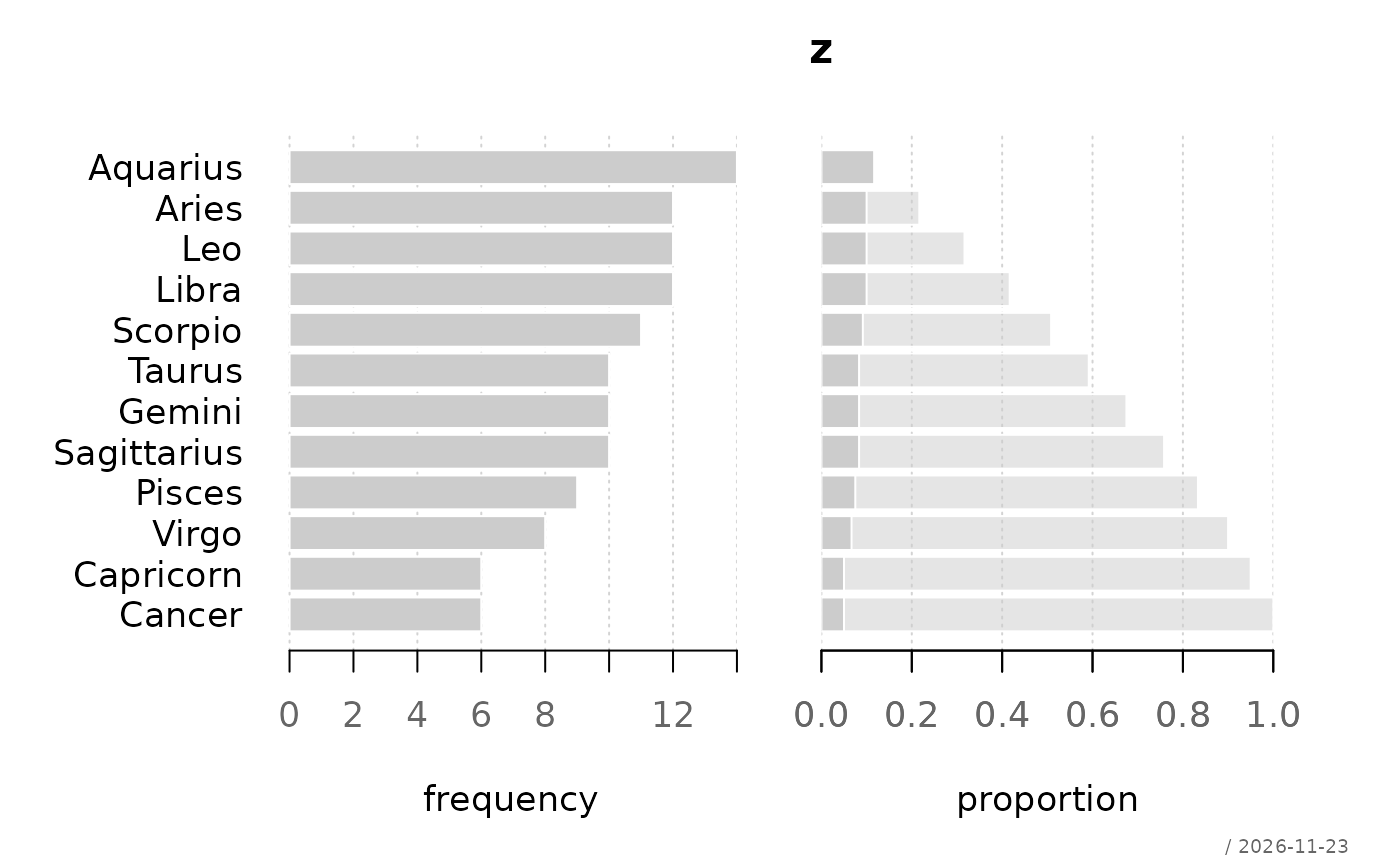 z
Aquarius
Aries
Leo
Libra
Scorpio
Taurus
Gemini
Sagittarius
Pisces
Virgo
Capricorn
Cancer
0 2 4 6 8 12
0.0 0.2 0.4 0.6 0.8 1.0
frequency
proportion
/ 2026-11-23